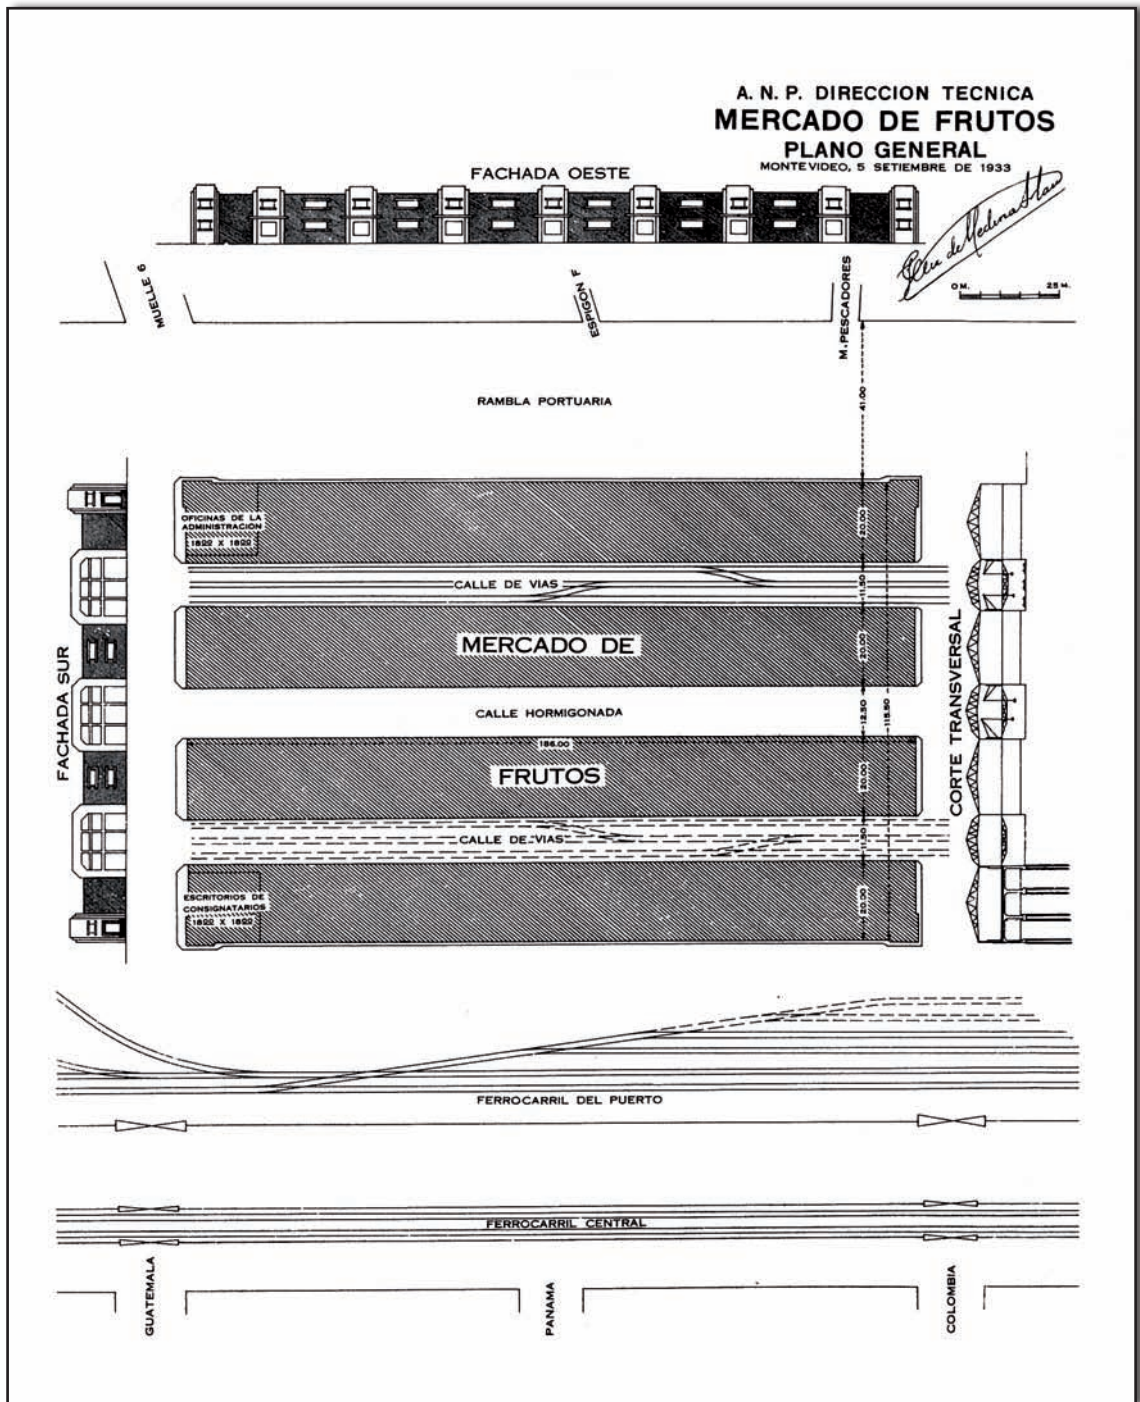 A. N. P. DIRECCION TECNICA
MERCADO DE FRUTOS
PLANO GENERAL
MONTEVIDEO, 5 SETIEMBRE DE 1933
FACHADA OESTE
0 M.
25 M.
MUELLE 6
ESPIGON F
M. PESCADORES
RAMBLA PORTUARIA
41.00
OFICINAS DE LA
ADMINISTRACION
1822 X 1822
20.00
CALLE DE VIAS
11.50
MERCADO DE
20.00
FACHADA SUR
CORTE TRANSVERSAL
CALLE HORMIGONADA
12.50
115.50
186.00
FRUTOS
20.00
CALLE DE VIAS
11.50
ESCRITORIOS DE
CONSIGNATARIOS
1822 X 1822
20.00
FERROCARRIL DEL PUERTO
FERROCARRIL CENTRAL
GUATEMALA
PANAMA
COLOMBIA